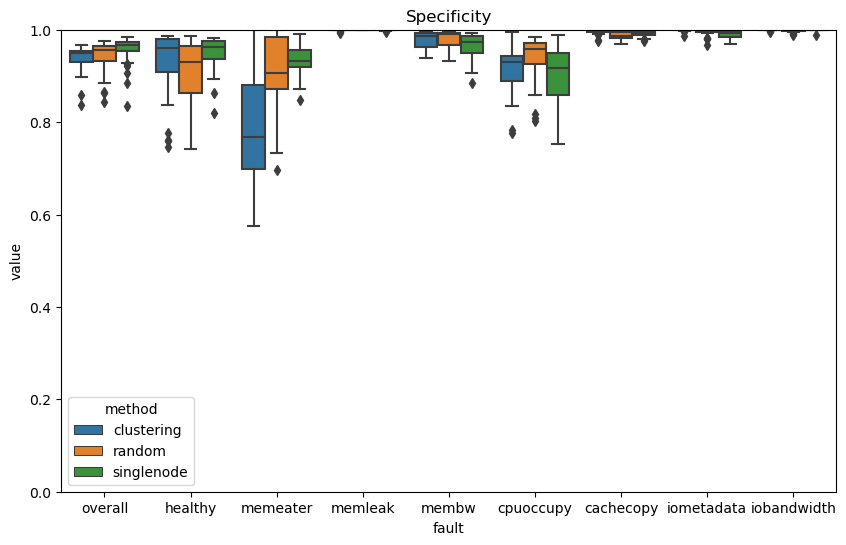 Specificity
1.0
0.8
0.6
0.4
0.2
0.0
value
method
clustering
random
singlenode
overall healthy memeater memleak membw cpuoccupy cachecopy iometadata iobandwidth
fault